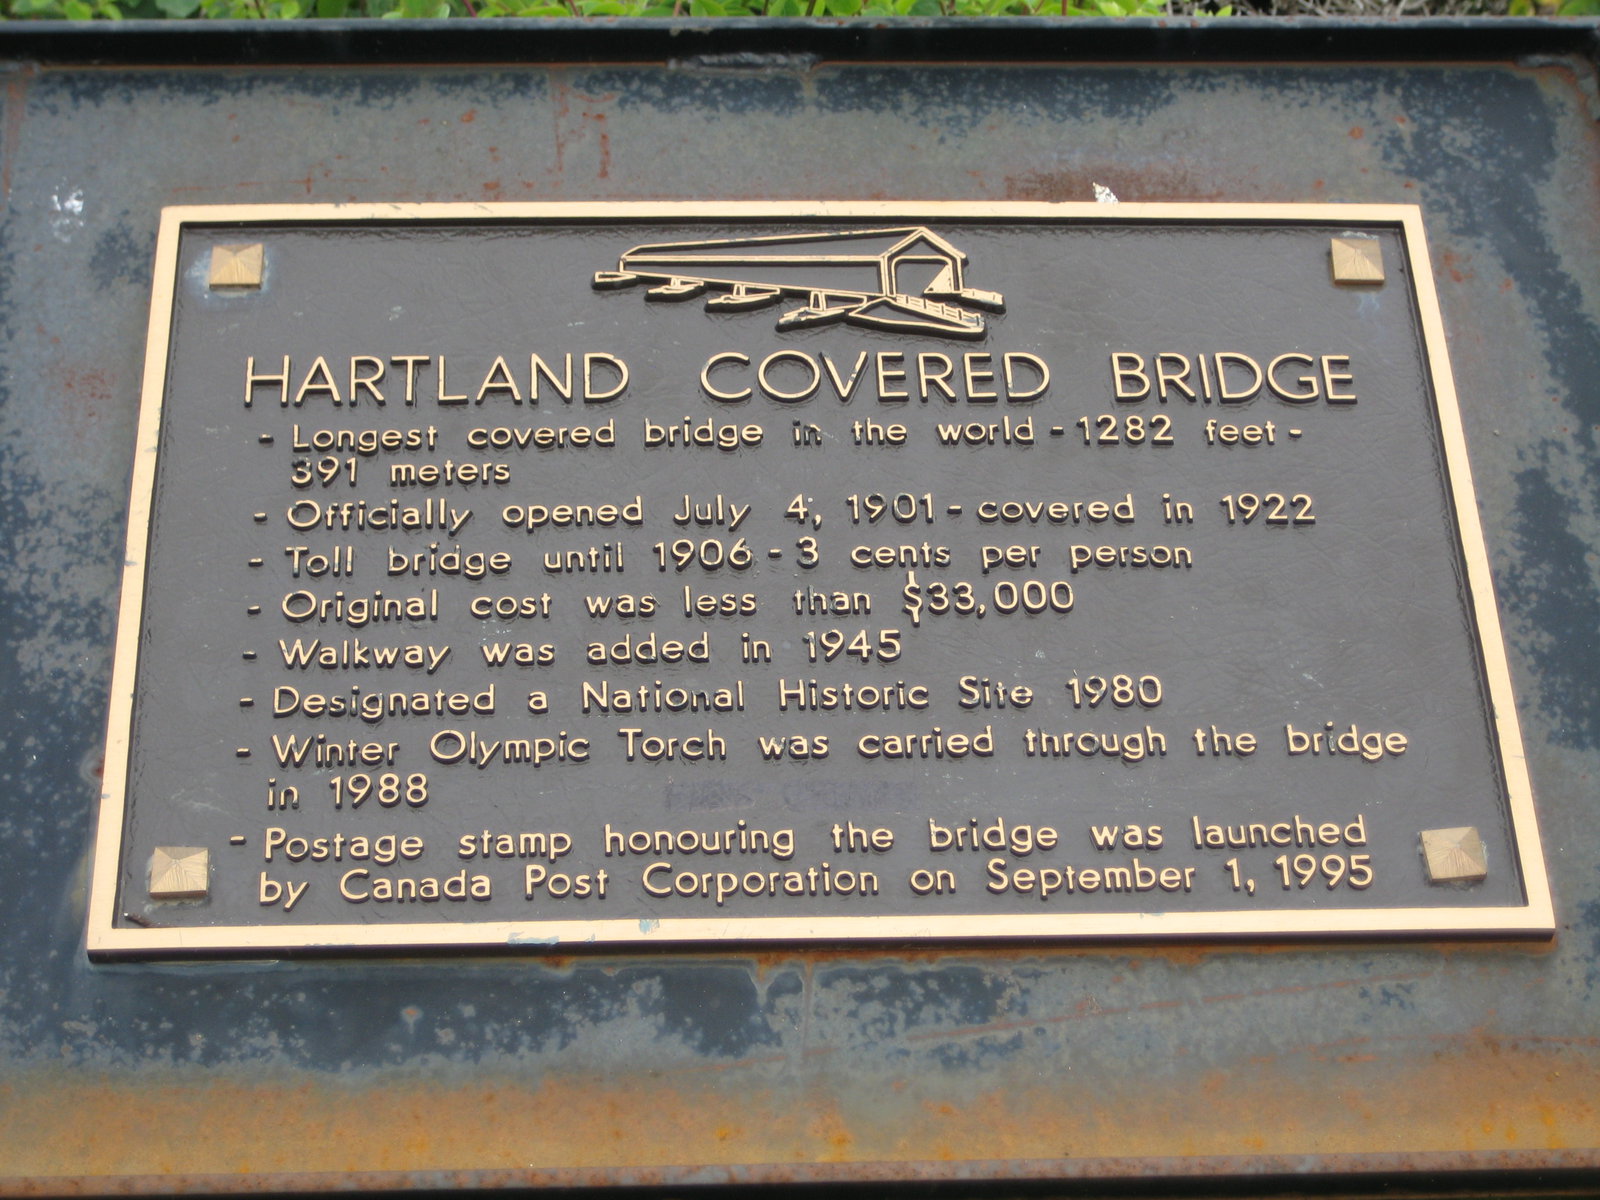 HARTLAND COVERED BRIDGE
- Longest covered bridge in the world - 1282 feet -
391 meters
- Officially opened July 4, 1901 - covered in 1922
- Toll bridge until 1906 - 3 cents per person
- Original cost was less than $33,000
- Walkway was added in 1945
- Designated a National Historic Site 1980
- Winter Olympic Torch was carried through the bridge
in 1988
- Postage stamp honouring the bridge was launched
by Canada Post Corporation on September 1, 1995